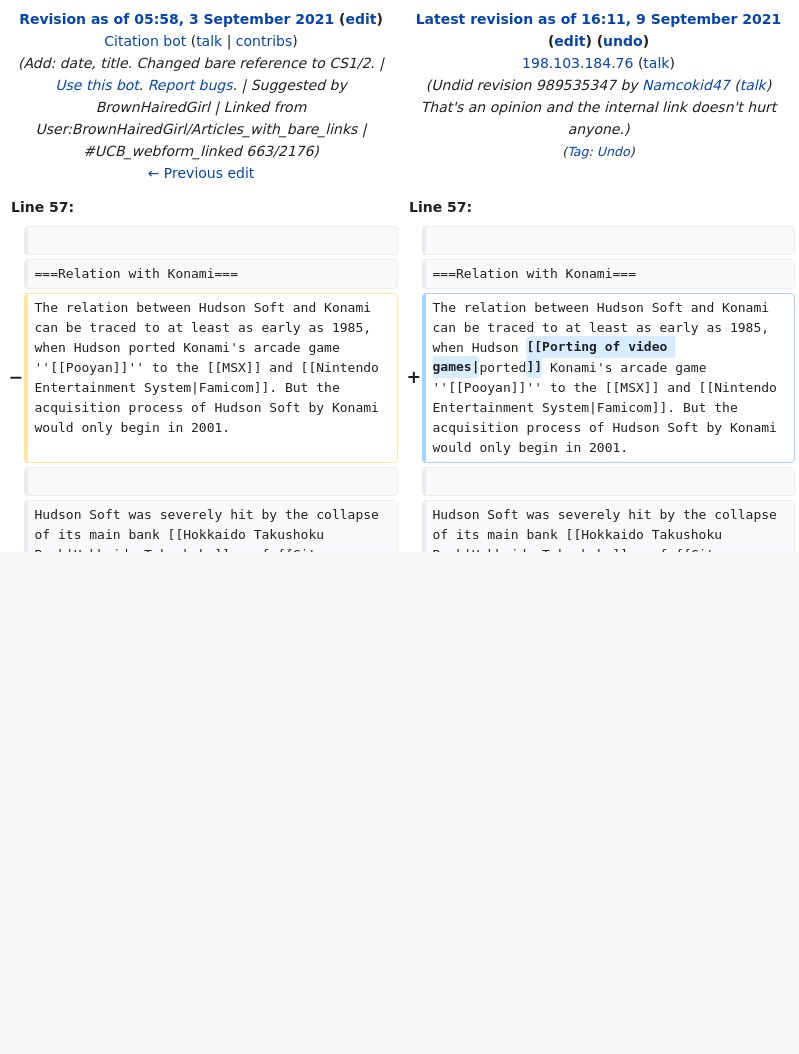 Revision as of 05:58, 3 September 2021 (edit)
Citation bot (talk | contribs)
(Add: date, title. Changed bare reference to CS1/2. |
Use this bot. Report bugs. | Suggested by
BrownHairedGirl | Linked from
User:BrownHairedGirl/Articles_with_bare_links |
#UCB_webform_linked 663/2176)
← Previous edit
Latest revision as of 16:11, 9 September 2021
(edit) (undo)
198.103.184.76 (talk)
(Undid revision 989535347 by Namcokid47 (talk)
That's an opinion and the internal link doesn't hurt
anyone.)
(Tag: Undo)
Line 57:
Line 57:
===Relation with Konami===
===Relation with Konami===
−
The relation between Hudson Soft and Konami
can be traced to at least as early as 1985,
when Hudson ported Konami's arcade game
''[[Pooyan]]'' to the [[MSX]] and [[Nintendo
Entertainment System|Famicom]]. But the
acquisition process of Hudson Soft by Konami
would only begin in 2001.
+
The relation between Hudson Soft and Konami
can be traced to at least as early as 1985,
when Hudson [[Porting of video
games|ported]] Konami's arcade game
''[[Pooyan]]'' to the [[MSX]] and [[Nintendo
Entertainment System|Famicom]]. But the
acquisition process of Hudson Soft by Konami
would only begin in 2001.
Hudson Soft was severely hit by the collapse
of its main bank [[Hokkaido Takushoku
Hudson Soft was severely hit by the collapse
of its main bank [[Hokkaido Takushoku